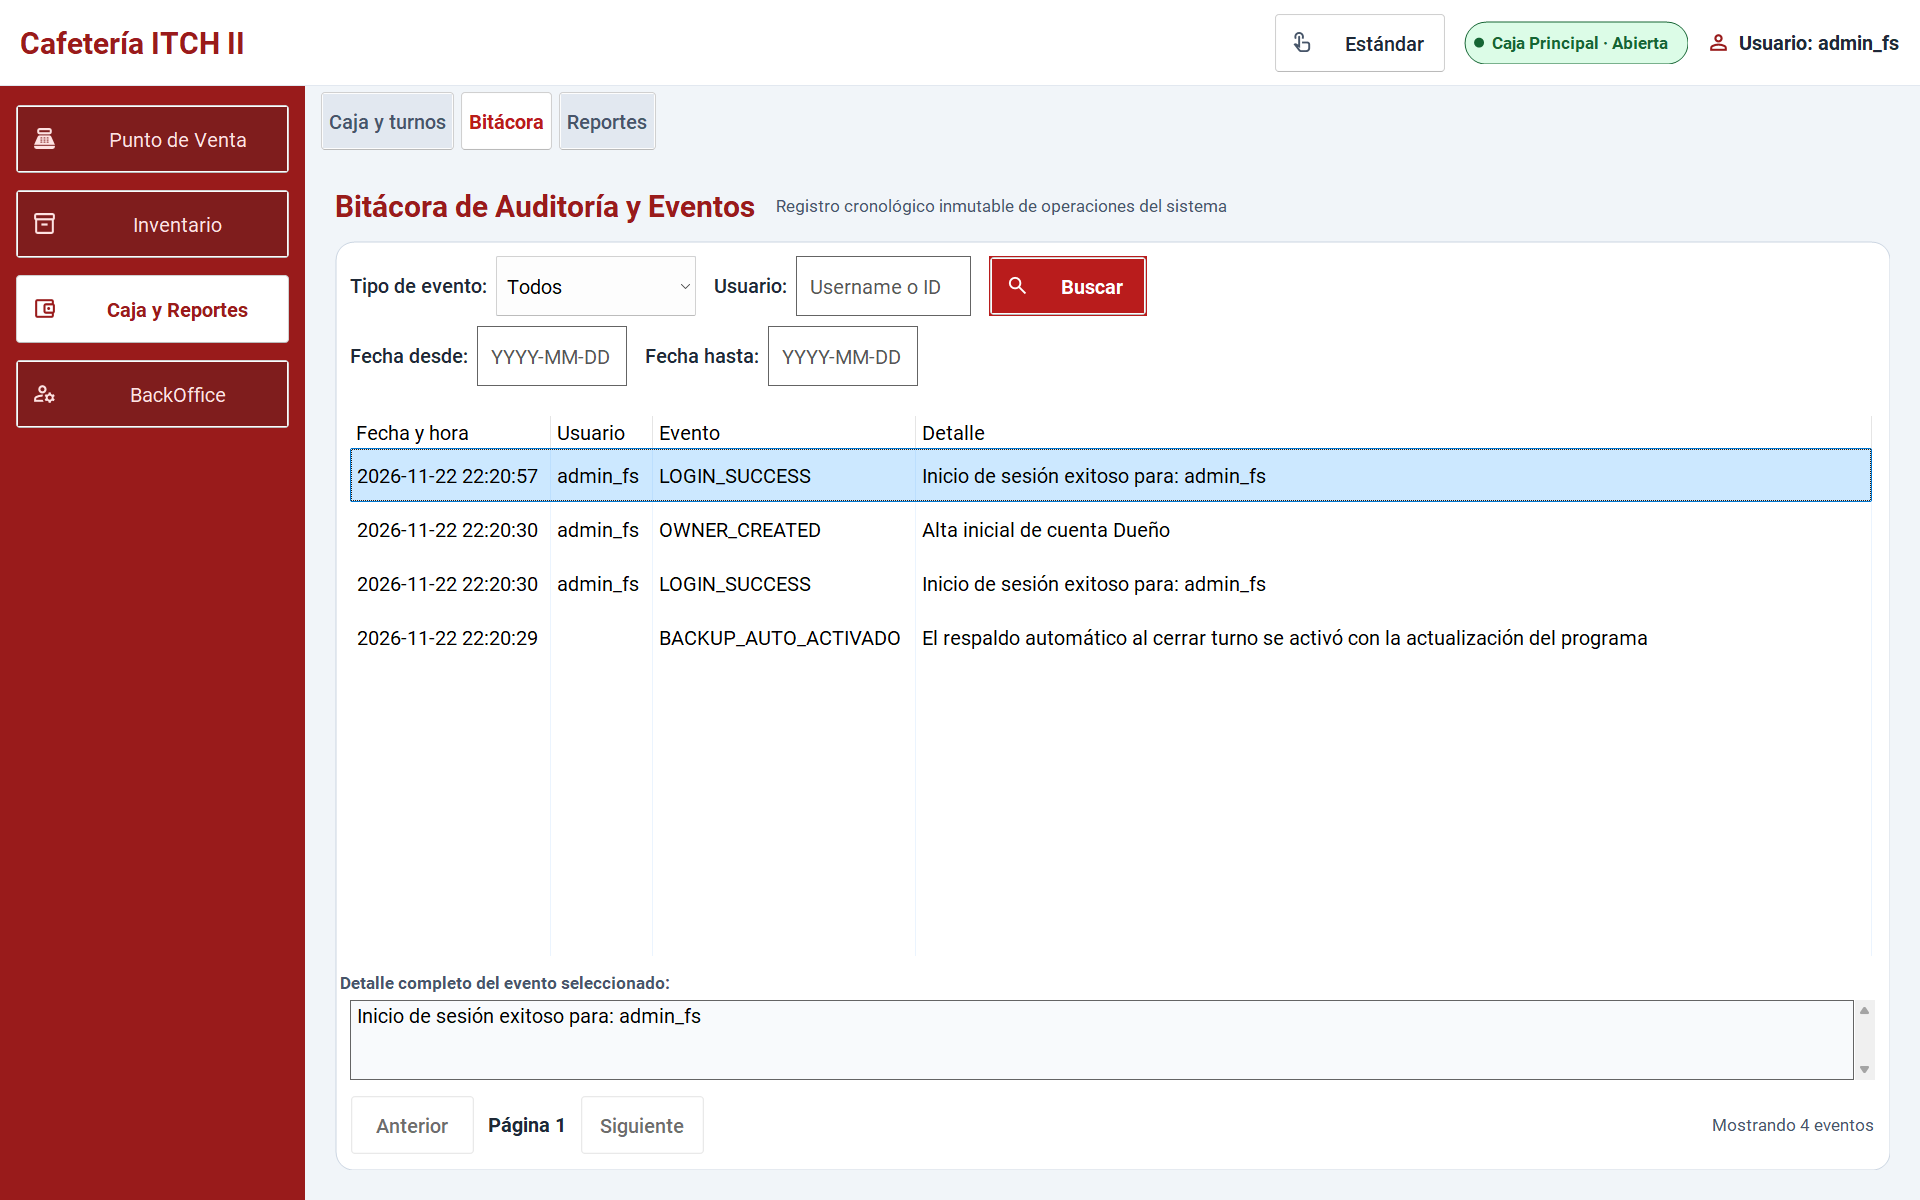 Cafetería ITCH II
Estándar
Caja Principal · Abierta
Usuario: admin_fs
Punto de Venta
Inventario
Caja y Reportes
BackOffice
Caja y turnos
Bitácora
Reportes
Bitácora de Auditoría y Eventos
Registro cronológico inmutable de operaciones del sistema
Tipo de evento: Todos Usuario: Username o ID Buscar
Fecha desde: YYYY-MM-DD Fecha hasta: YYYY-MM-DD
Fecha y hora Usuario Evento Detalle
2026-11-22 22:20:57 admin_fs LOGIN_SUCCESS Inicio de sesión exitoso para: admin_fs
2026-11-22 22:20:30 admin_fs OWNER_CREATED Alta inicial de cuenta Dueño
2026-11-22 22:20:30 admin_fs LOGIN_SUCCESS Inicio de sesión exitoso para: admin_fs
2026-11-22 22:20:29 BACKUP_AUTO_ACTIVADO El respaldo automático al cerrar turno se activó con la actualización del programa
Detalle completo del evento seleccionado:
Inicio de sesión exitoso para: admin_fs
Anterior Página 1 Siguiente Mostrando 4 eventos